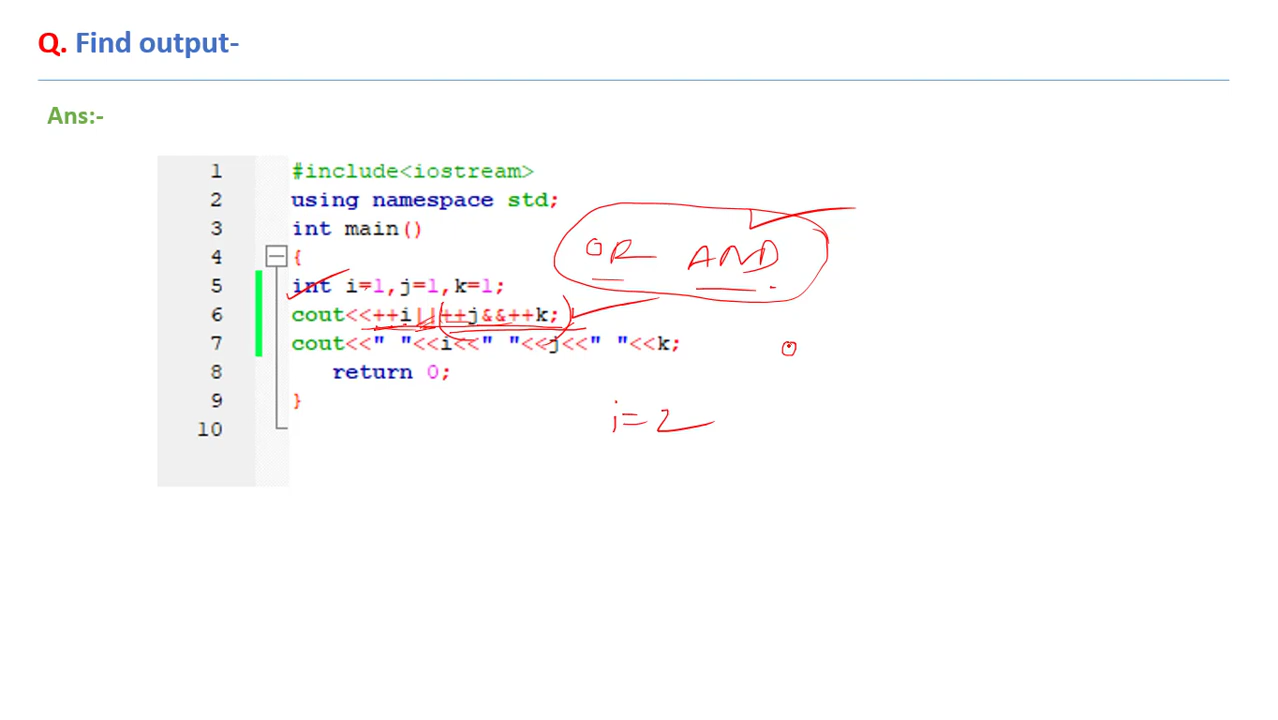 Q. Find output-
Ans:-
1 #include<iostream>
2 using namespace std;
3 int main()
4 {
5 int i=1,j=1,k=1;
6 cout<<++i||++j&&++k;
7 cout<<" "<<i<<" "<<j<<" "<<k;
8 return 0;
9 }
10
OR AND
i=2